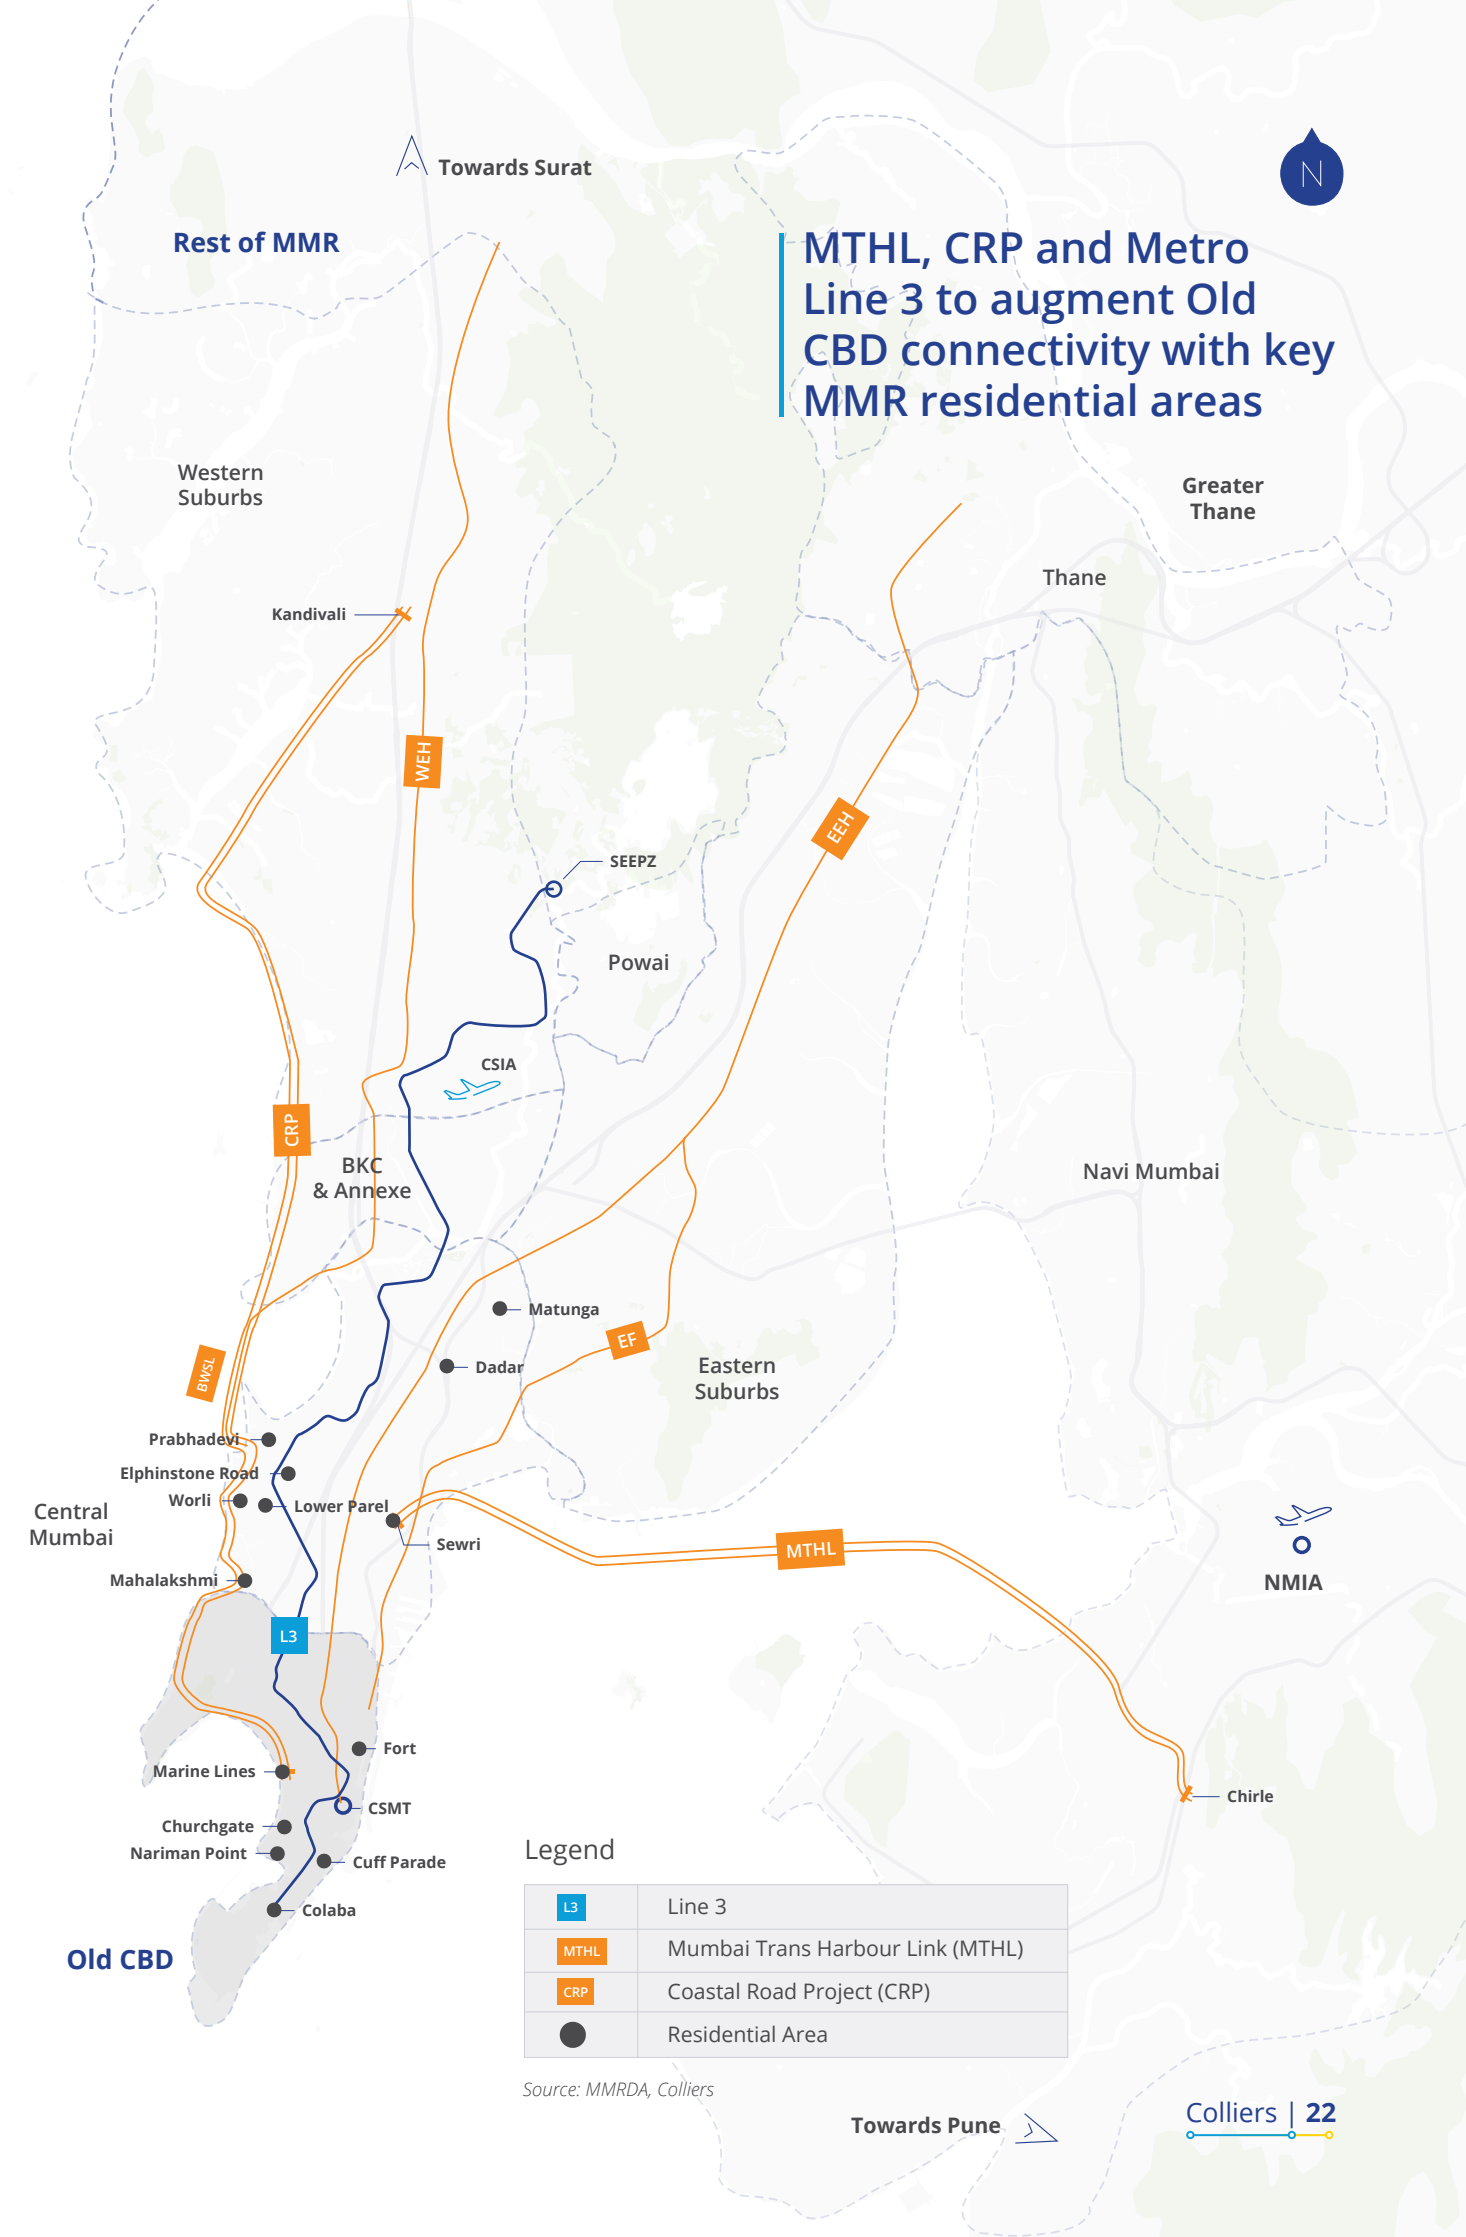 Towards Surat
N
Rest of MMR
MTHL, CRP and Metro
Line 3 to augment Old
CBD connectivity with key
MMR residential areas
Western
Suburbs
Greater
Thane
Thane
Kandivali
WEH
EEH
SEEPZ
Powai
CSIA
CRP
BKC
& Annexe
Navi Mumbai
Matunga
EF
Dadar
Eastern
Suburbs
BWSL
Prabhadevi
Elphinstone Road
Worli
Lower Parel
Central
Mumbai
Sewri
MTHL
NMIA
Mahalakshmi
L3
Fort
Marine Lines
Chirle
CSMT
Churchgate
Nariman Point
Cuff Parade
Colaba
Old CBD
Legend
L3 Line 3
MTHL Mumbai Trans Harbour Link (MTHL)
CRP Coastal Road Project (CRP)
Residential Area
Source: MMRDA, Colliers
Towards Pune
Colliers | 22